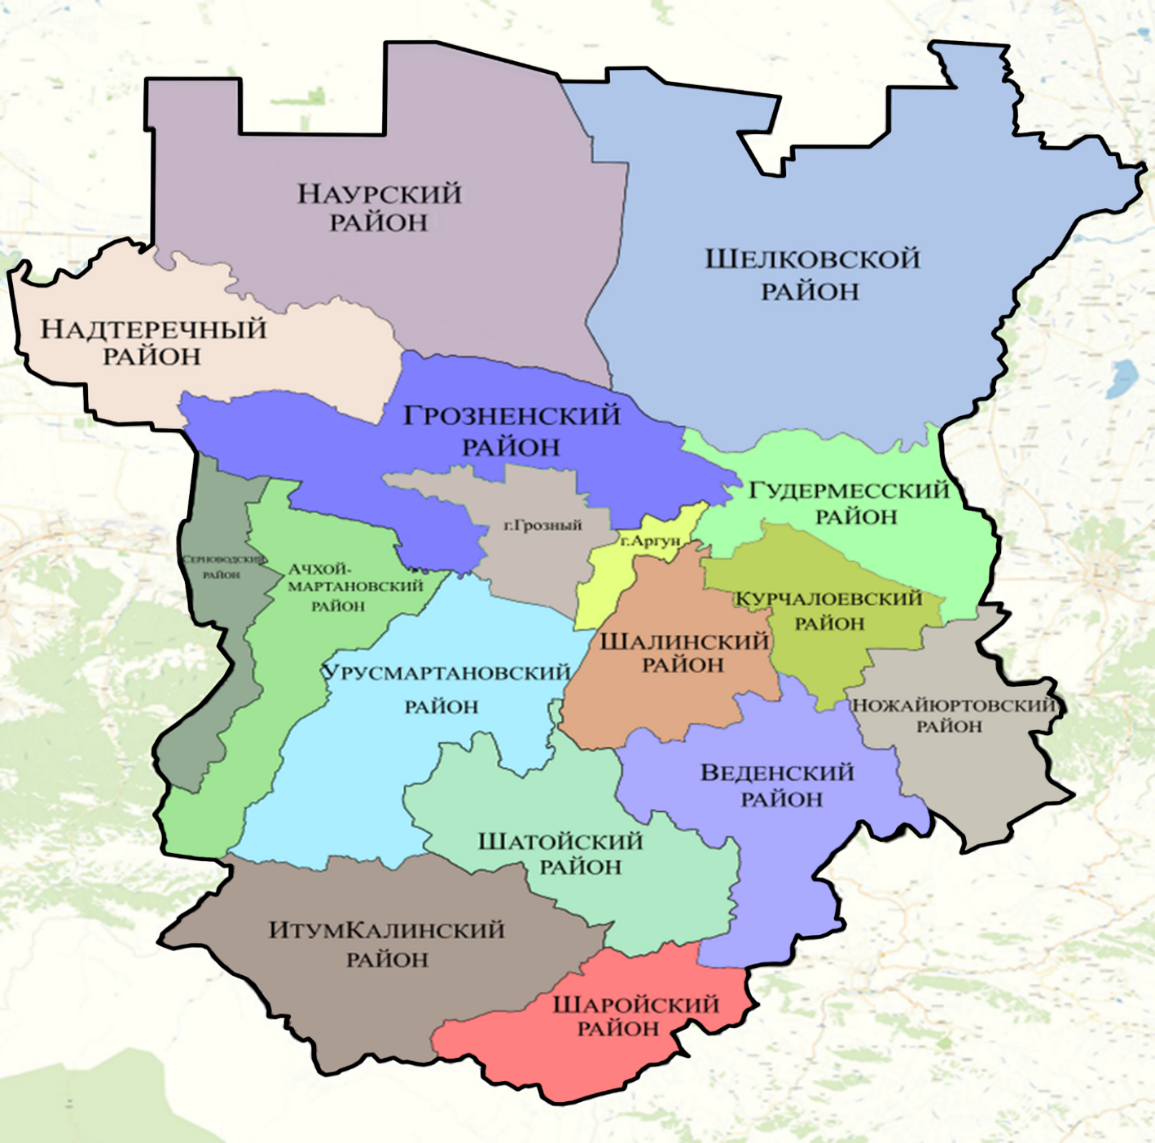 НАУРСКИЙ
РАЙОН
ШЕЛКОВСКОЙ
РАЙОН
НАДТЕРЕЧНЫЙ
РАЙОН
ГРОЗНЕНСКИЙ
РАЙОН
ГУДЕРМЕССКИЙ
РАЙОН
г.Грозный
г.Аргун
СЕРНОВОДСКИЙ
РАЙОН
АЧХОЙ-
МАРТАНОВСКИЙ
РАЙОН
КУРЧАЛОЕВСКИЙ
РАЙОН
ШАЛИНСКИЙ
РАЙОН
УРУСМАРТАНОВСКИЙ
РАЙОН
НОЖАЙЮРТОВСКИЙ
РАЙОН
ВЕДЕНСКИЙ
РАЙОН
ШАТОЙСКИЙ
РАЙОН
ИТУМКАЛИНСКИЙ
РАЙОН
ШАРОЙСКИЙ
РАЙОН